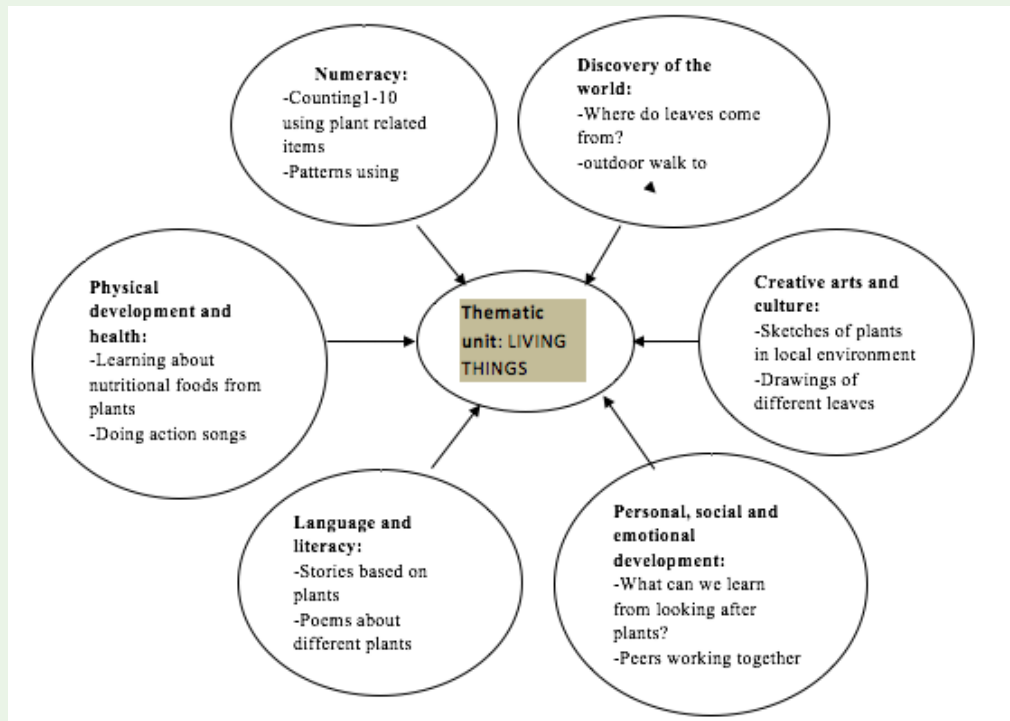 Numeracy:
-Counting1-10
using plant related
items
-Patterns using
Discovery of the
world:
-Where do leaves come
from?
-outdoor walk to
Physical
development and
health:
-Learning about
nutritional foods from
plants
-Doing action songs
Thematic
unit: LIVING
THINGS
Creative arts and
culture:
-Sketches of plants
in local environment
-Drawings of
different leaves
Language and
literacy:
-Stories based on
plants
-Poems about
different plants
Personal, social and
emotional
development:
-What can we learn
from looking after
plants?
-Peers working together